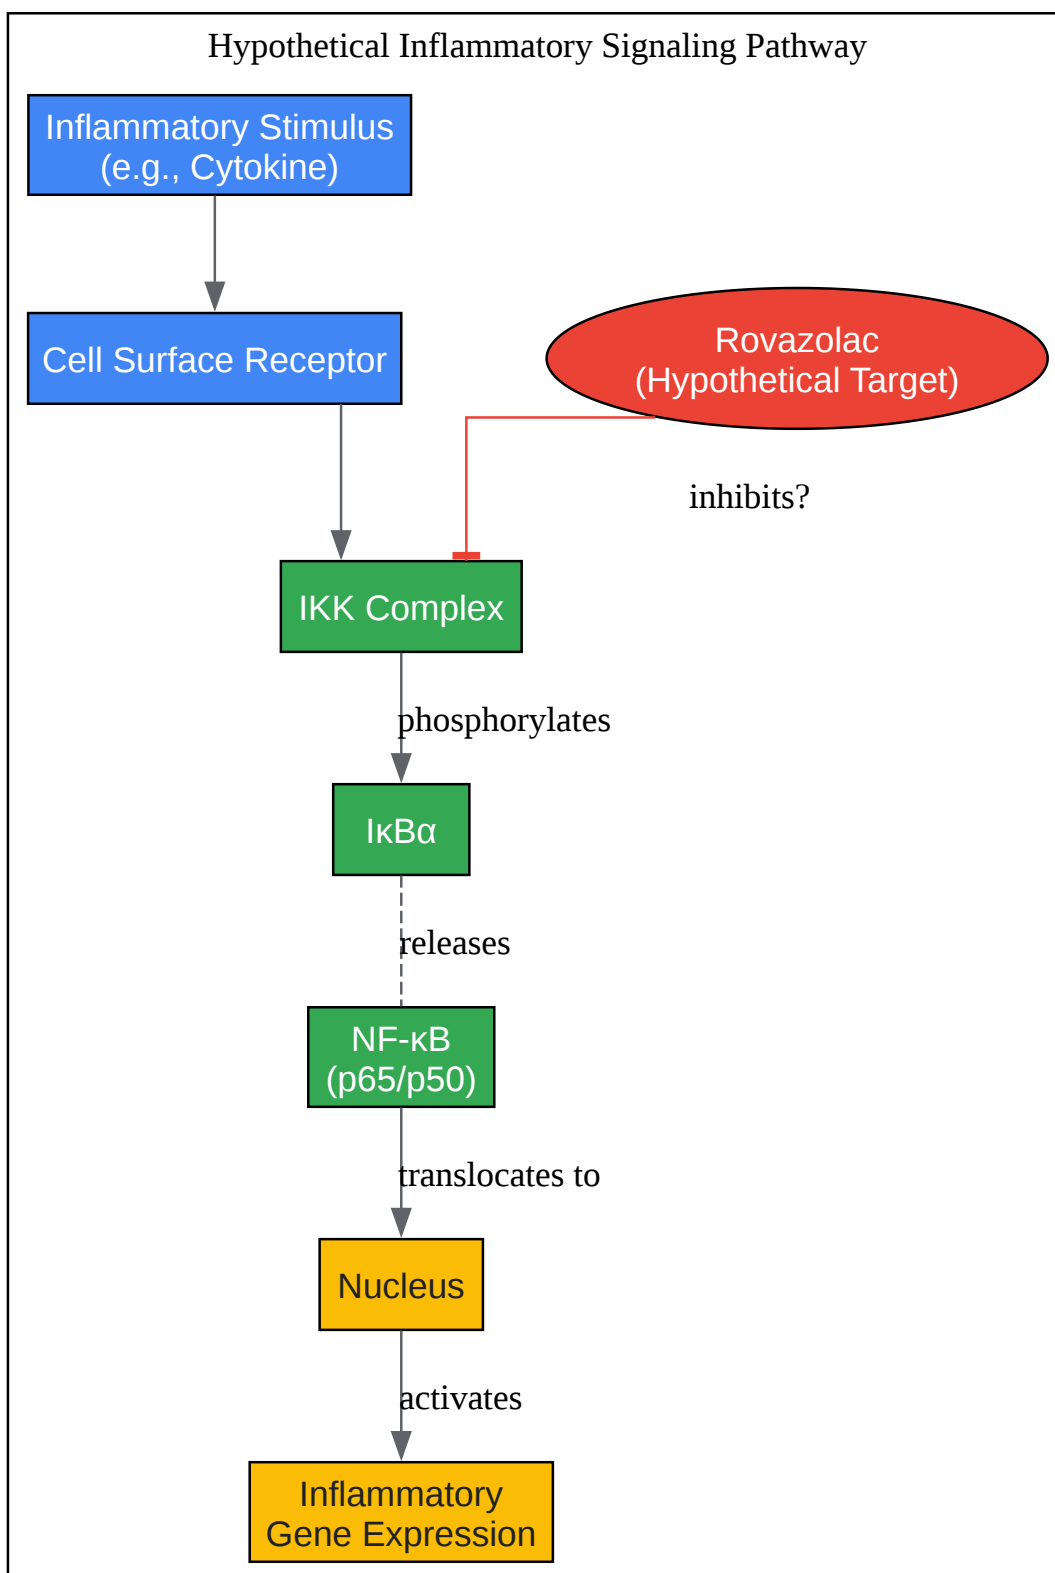 Hypothetical Inflammatory Signaling Pathway
Inflammatory Stimulus
(e.g., Cytokine)
Cell Surface Receptor
Rovazolac
(Hypothetical Target)
inhibits?
IKK Complex
phosphorylates
IκBα
releases
NF-κB
(p65/p50)
translocates to
Nucleus
activates
Inflammatory
Gene Expression